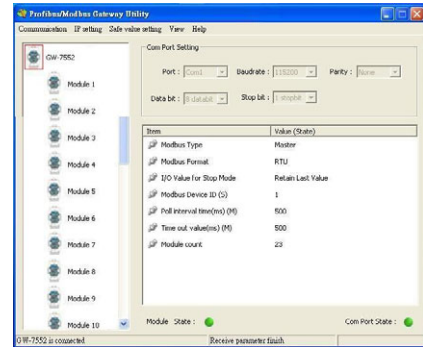 Profibus/Modbus Gateway Utility
Communication IP setting Safe value setting View Help
GW-7552
Module 1
Module 2
Module 3
Module 4
Module 5
Module 6
Module 7
Module 8
Module 9
Module 10
Com Port Setting
Port : Com1 Baudrate : 115200 Parity : None
Data bit : 8 databit Stop bit : 1 stopbit
Item Value (State)
Modbus Type Master
Modbus Format RTU
I/O Value for Stop Mode Retain Last Value
Modbus Device ID (S) 1
Poll interval time(ms) (M) 500
Time out value(ms) (M) 500
Module count 23
Module State : Com Port State :
GW-7552 is connected Receive parameter finish